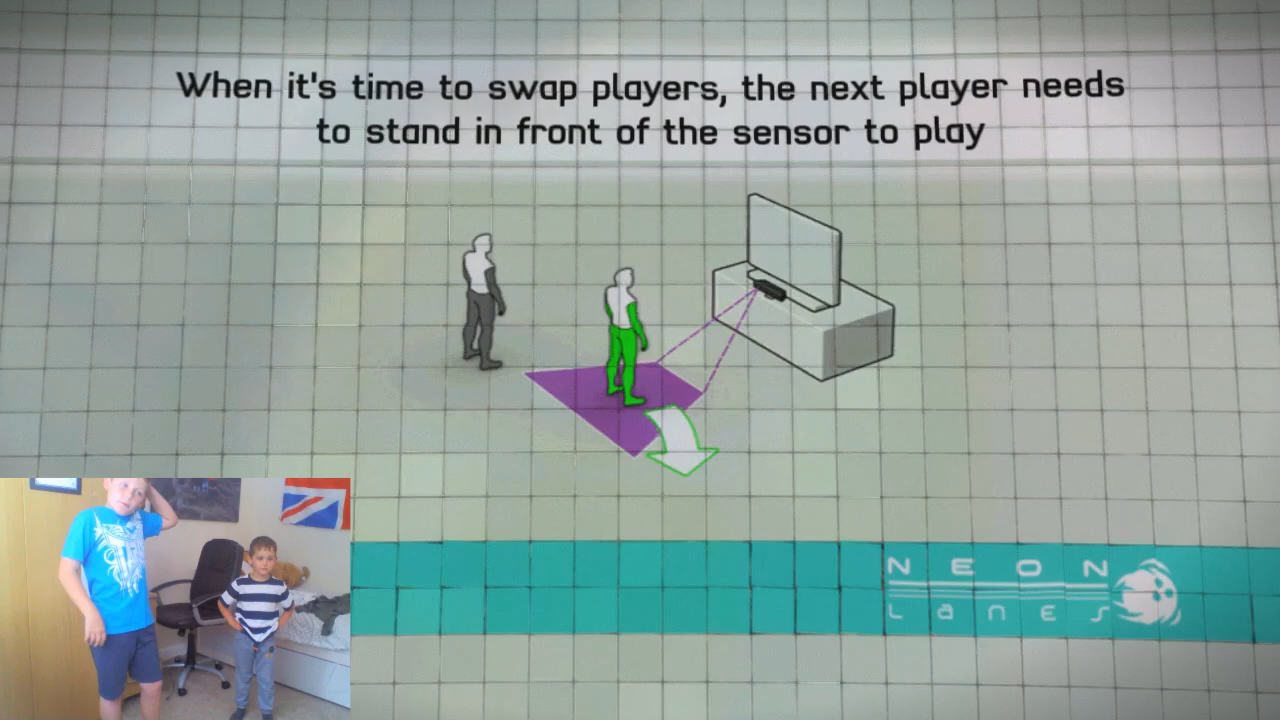 When it's time to swap players, the next player needs
to stand in front of the sensor to play
NEON
LanES